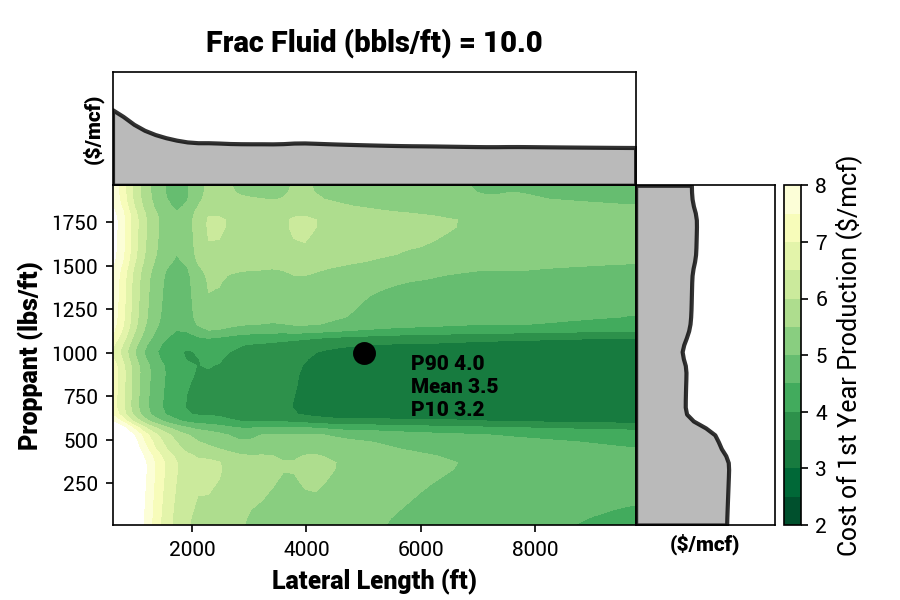 Frac Fluid (bbls/ft) = 10.0
($/mcf)
Proppant (lbs/ft)
1750
1500
1250
1000
750
500
250
P90 4.0
Mean 3.5
P10 3.2
2000
4000
6000
8000
Lateral Length (ft)
($/mcf)
8
7
6
5
4
3
2
Cost of 1st Year Production ($/mcf)